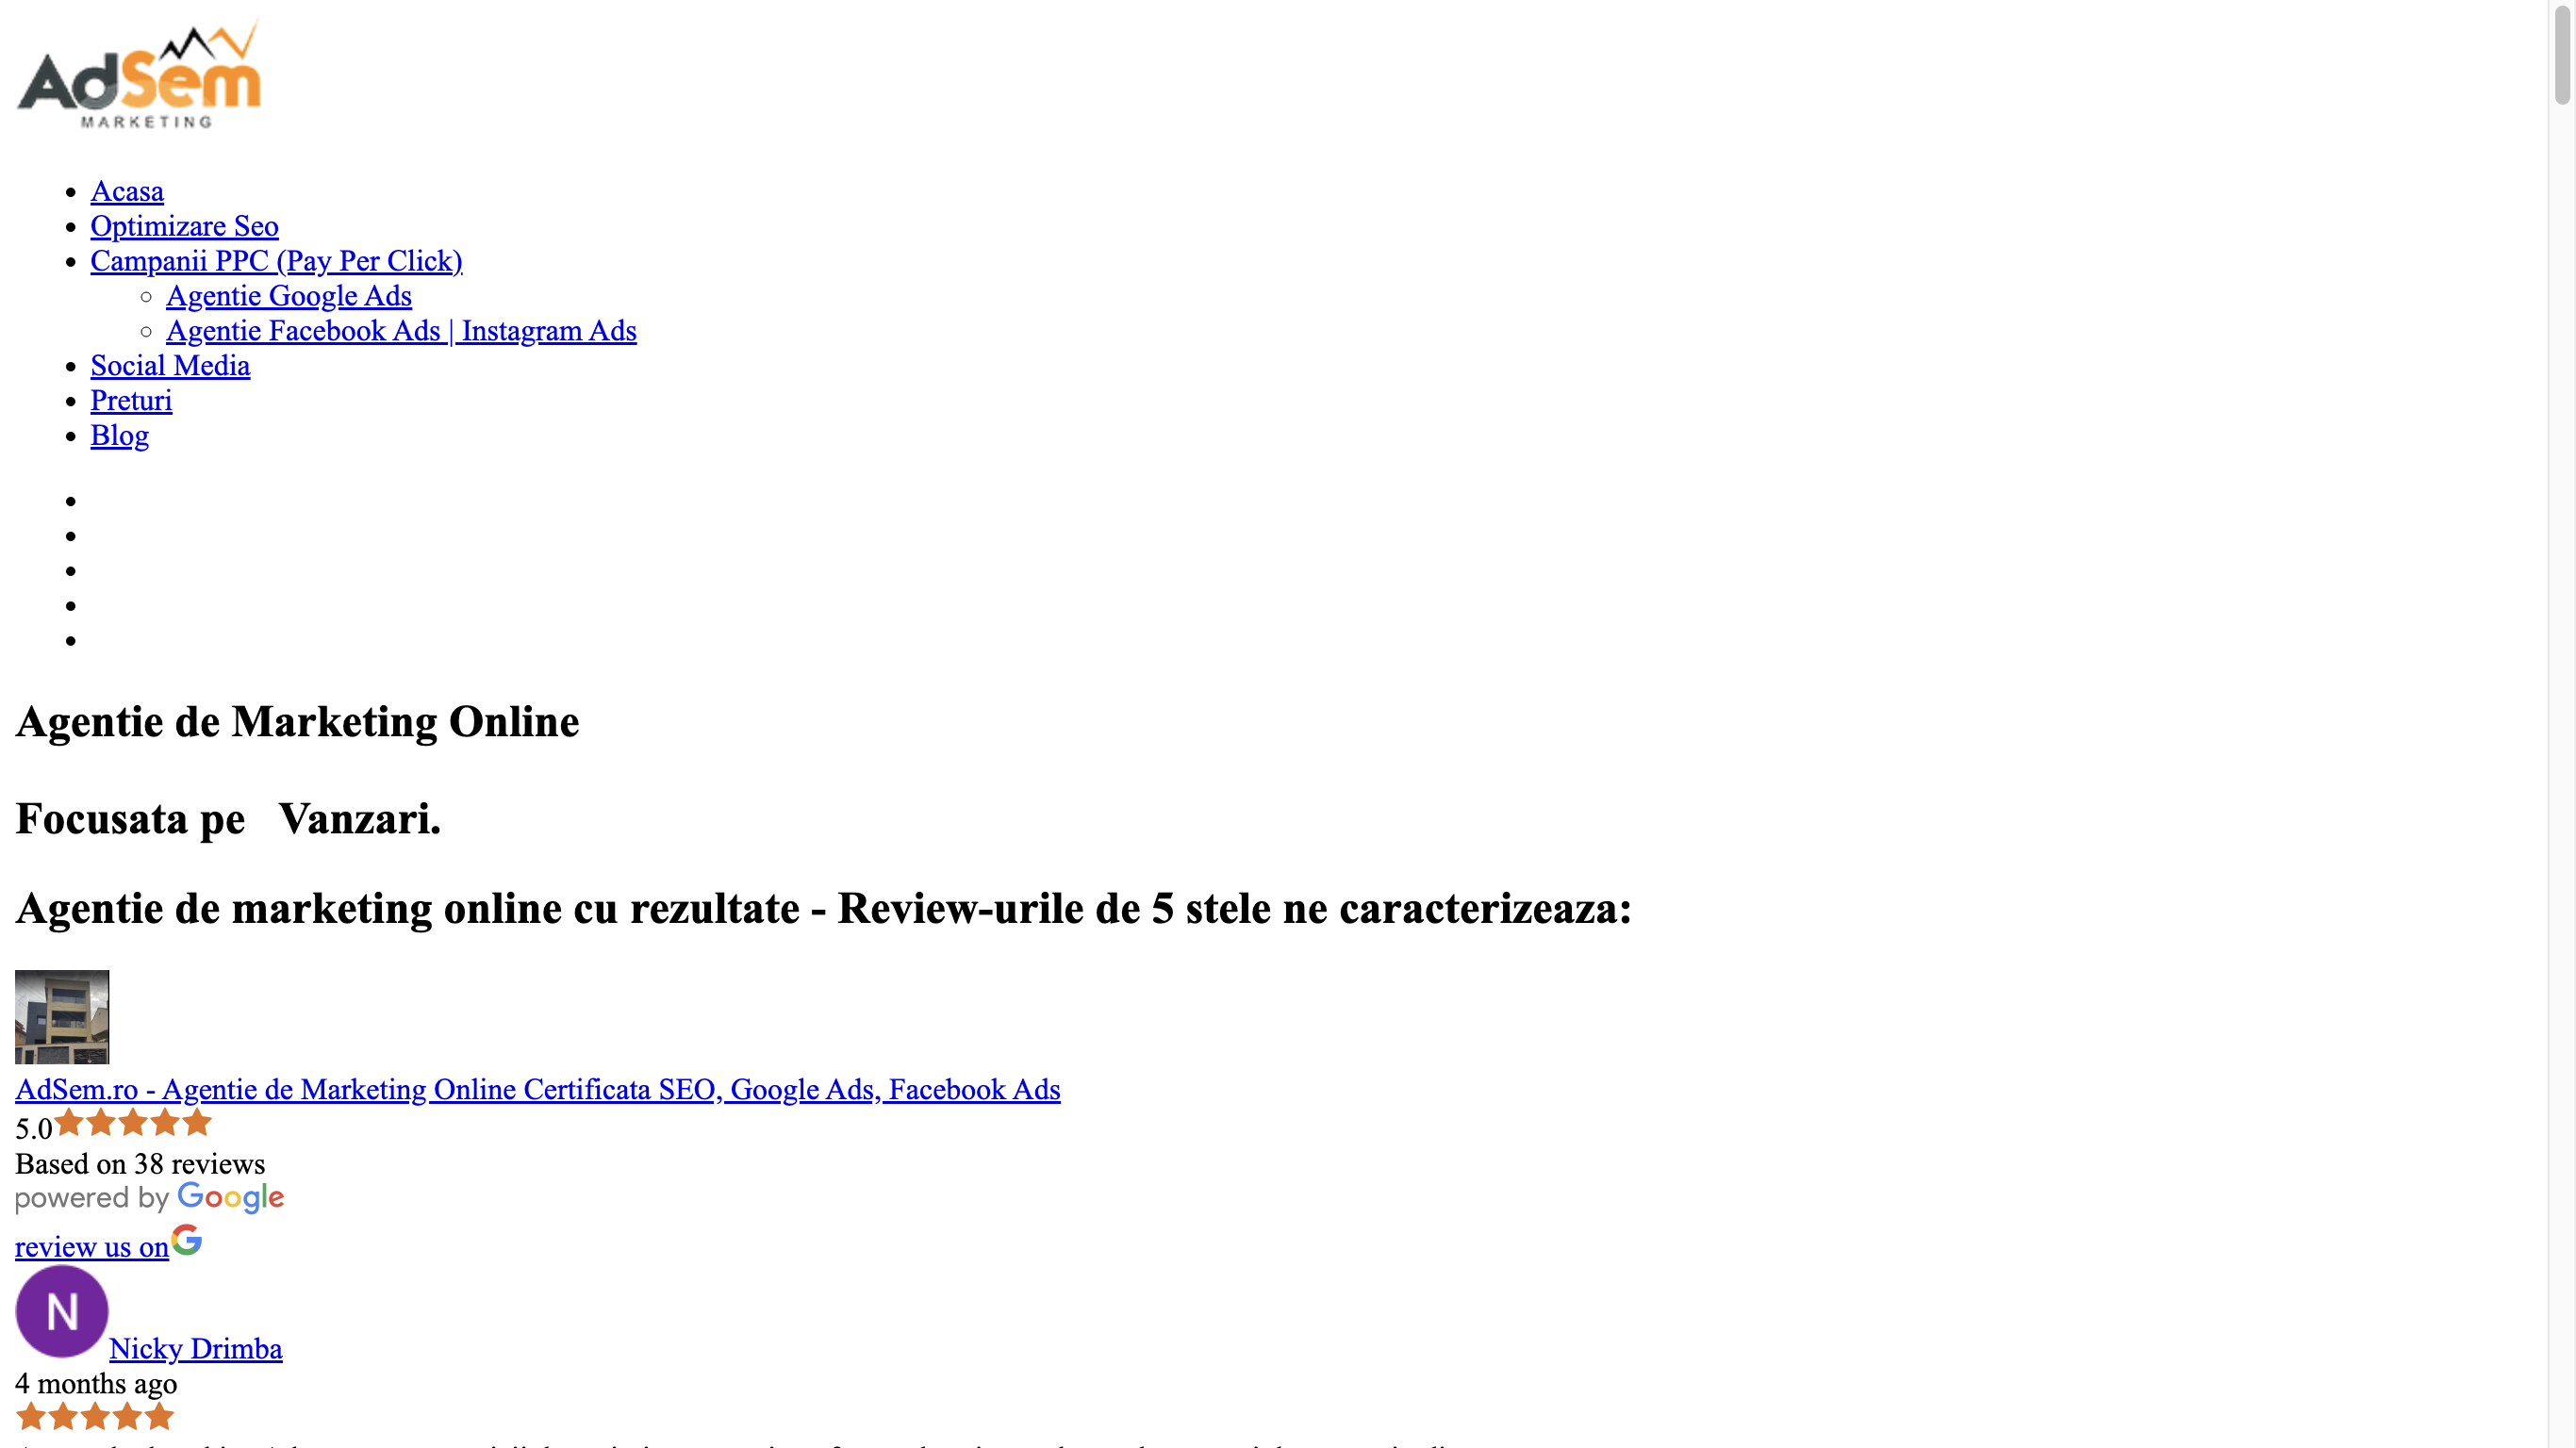 AdSem
MARKETING
Acasa
Optimizare Seo
Campanii PPC (Pay Per Click)
Agentie Google Ads
Agentie Facebook Ads | Instagram Ads
Social Media
Preturi
Blog
Agentie de Marketing Online
Focusata pe Vanzari.
Agentie de marketing online cu rezultate - Review-urile de 5 stele ne caracterizeaza:
AdSem.ro - Agentie de Marketing Online Certificata SEO, Google Ads, Facebook Ads
5.0
Based on 38 reviews
powered by Google
review us on G
N
Nicky Drimba
4 months ago